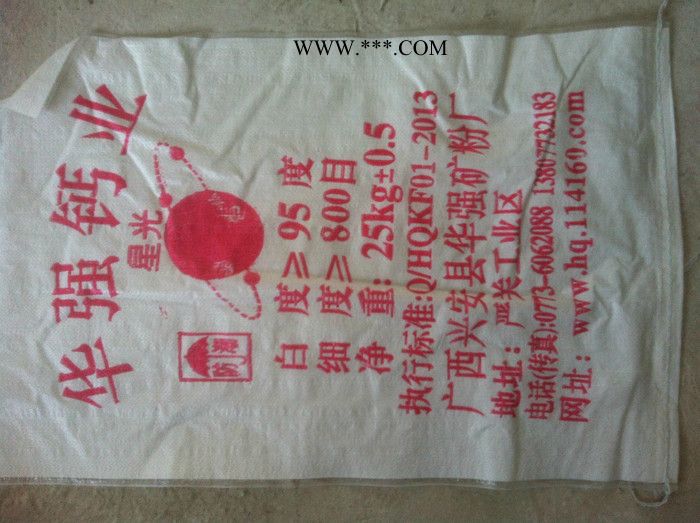 WWW.***.COM
华强钙业
星光
防潮
白 度≥95度
细 度≥800目
净 重:25kg±0.5
执行标准:Q/HQKF01-2013
广西兴安县华强矿粉厂
地址：严关工业区
电话(传真):0773-6062088 13807732183
网址：www.hq.114160.com